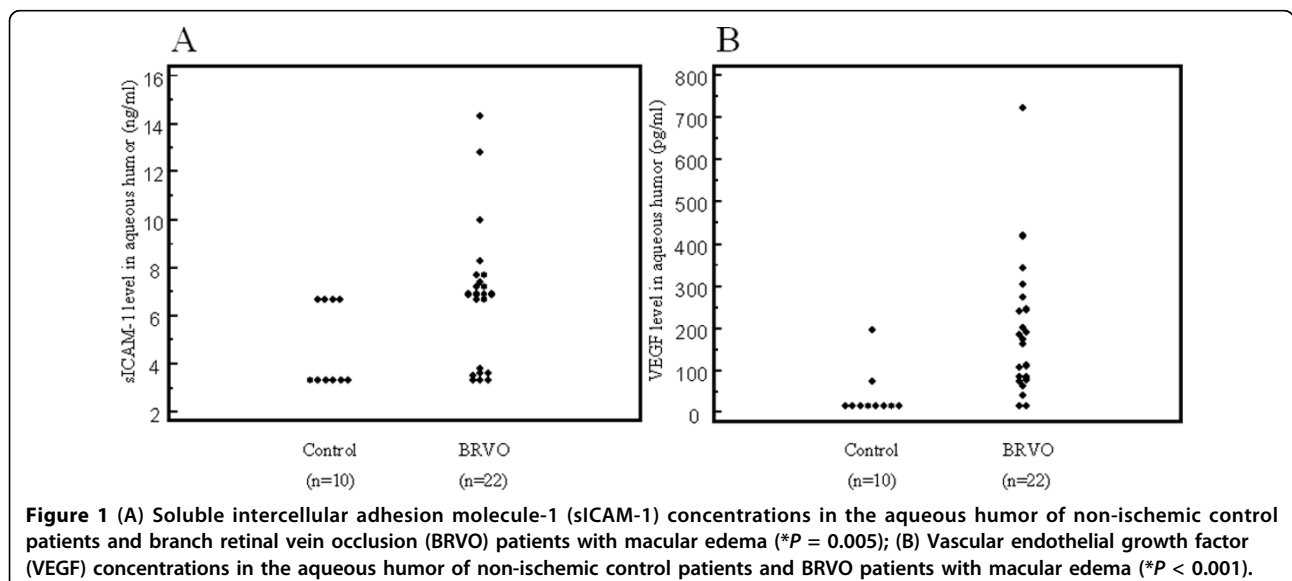 A
B
sICAM-1 level in aqueous humor (ng/ml)
16
14
12
10
8
6
4
2
Control
(n=10)
BRVO
(n=22)
VEGF level in aqueous humor (pg/ml)
800
700
600
500
400
300
200
100
0
Control
(n=10)
BRVO
(n=22)
Figure 1 (A) Soluble intercellular adhesion molecule-1 (sICAM-1) concentrations in the aqueous humor of non-ischemic control
patients and branch retinal vein occlusion (BRVO) patients with macular edema (*P = 0.005); (B) Vascular endothelial growth factor
(VEGF) concentrations in the aqueous humor of non-ischemic control patients and BRVO patients with macular edema (*P < 0.001).